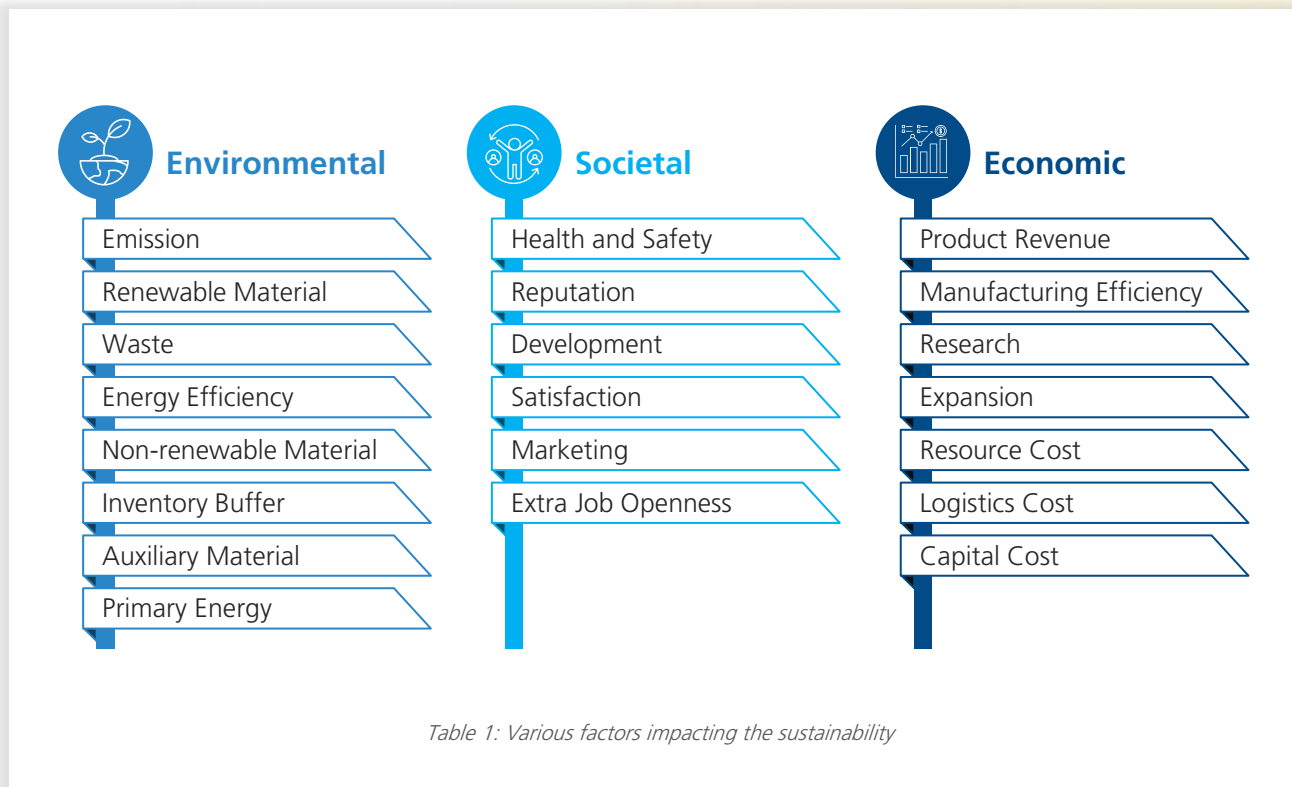 Environmental
Emission
Renewable Material
Waste
Energy Efficiency
Non-renewable Material
Inventory Buffer
Auxiliary Material
Primary Energy
Societal
Health and Safety
Reputation
Development
Satisfaction
Marketing
Extra Job Openness
Economic
Product Revenue
Manufacturing Efficiency
Research
Expansion
Resource Cost
Logistics Cost
Capital Cost
Table 1: Various factors impacting the sustainability